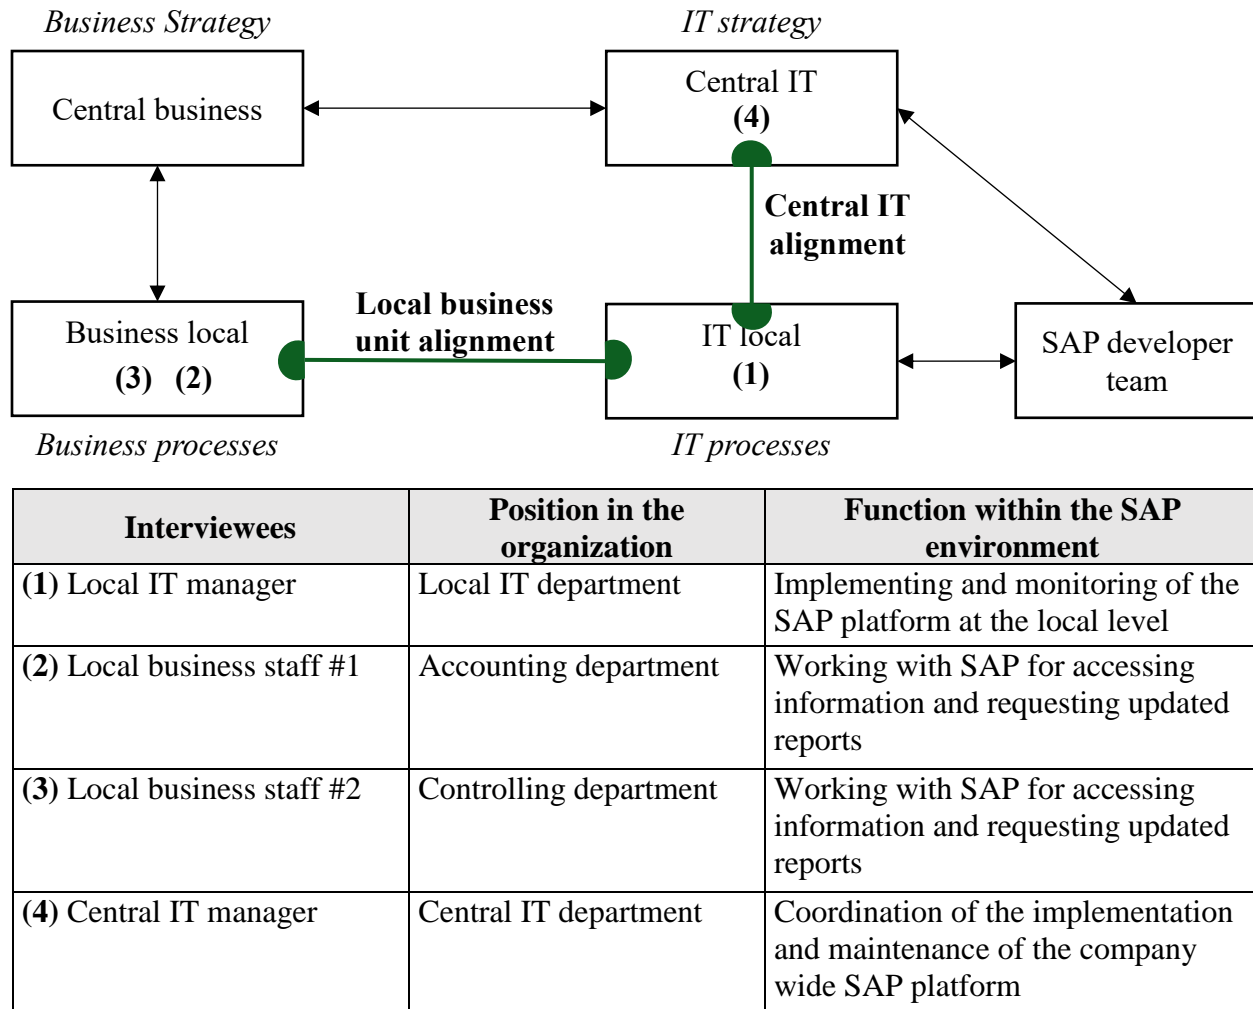 Business Strategy
IT strategy
Central business
Central IT
(4)
Central IT
alignment
Local business
unit alignment
Business local
(3) (2)
IT local
(1)
SAP developer
team
Business processes
IT processes
Interviewees
Position in the
organization
Function within the SAP
environment
(1) Local IT manager
Local IT department
Implementing and monitoring of the
SAP platform at the local level
(2) Local business staff #1
Accounting department
Working with SAP for accessing
information and requesting updated
reports
(3) Local business staff #2
Controlling department
Working with SAP for accessing
information and requesting updated
reports
(4) Central IT manager
Central IT department
Coordination of the implementation
and maintenance of the company
wide SAP platform